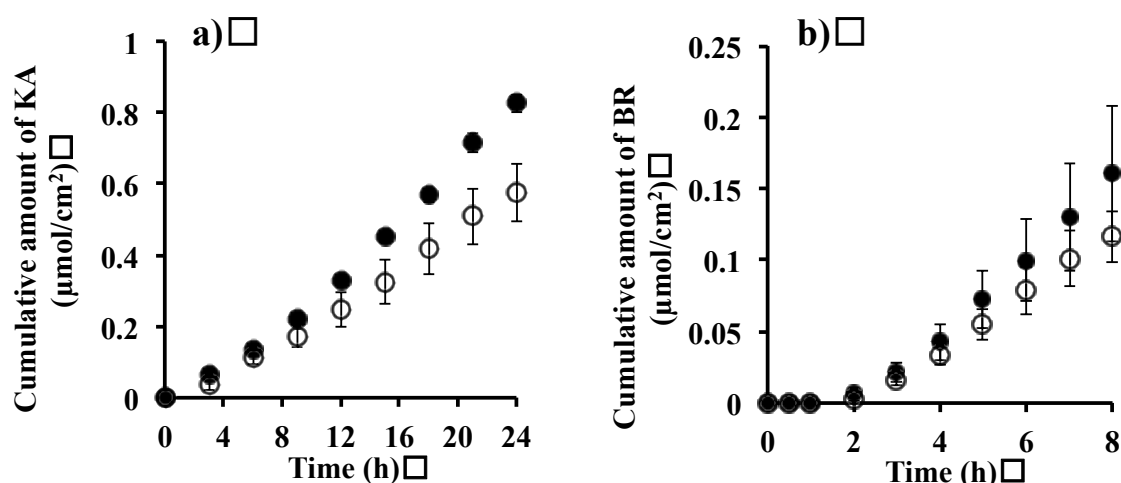 a)□
Cumulative amount of KA
(μmol/cm²)□
1
0.8
0.6
0.4
0.2
0
0 4 8 12 16 20 24
Time (h)□
b)□
Cumulative amount of BR
(μmol/cm²)□
0.25
0.2
0.15
0.1
0.05
0
0 2 4 6 8
Time (h)□